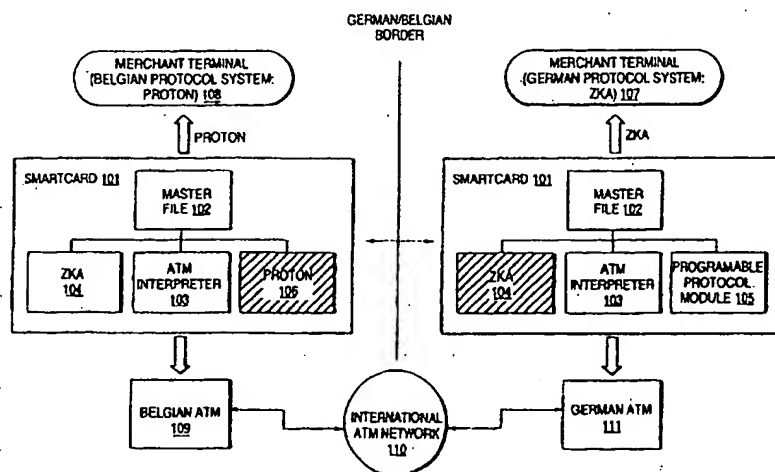 GERMAN/BELGIAN
BORDER
MERCHANT TERMINAL
(BELGIAN PROTOCOL SYSTEM:
PROTON) 108
MERCHANT TERMINAL
(GERMAN PROTOCOL SYSTEM:
ZKA) 107
PROTON
ZKA
SMARTCARD 101
MASTER
FILE 102
ZKA
104
ATM
INTERPRETER
103
PROTON
106
SMARTCARD 101
MASTER
FILE 102
ZKA
104
ATM
INTERPRETER
103
PROGRAMABLE
PROTOCOL
MODULE 105
BELGIAN ATM
109
INTERNATIONAL
ATM NETWORK
110
GERMAN ATM
111